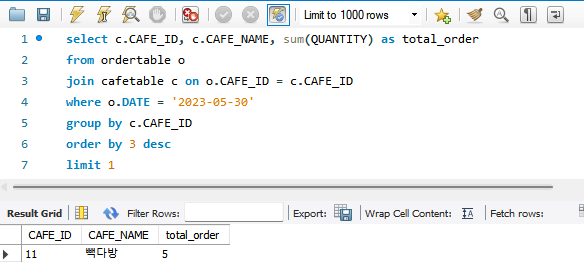 Limit to 1000 rows
1 select c.CAFE_ID, c.CAFE_NAME, sum(QUANTITY) as total_order
2 from ordertable o
3 join cafetable c on o.CAFE_ID = c.CAFE_ID
4 where o.DATE = '2023-05-30'
5 group by c.CAFE_ID
6 order by 3 desc
7 limit 1
Result Grid Filter Rows: Export: Wrap Cell Content: Fetch rows:
CAFE_ID CAFE_NAME total_order
11 빽다방 5